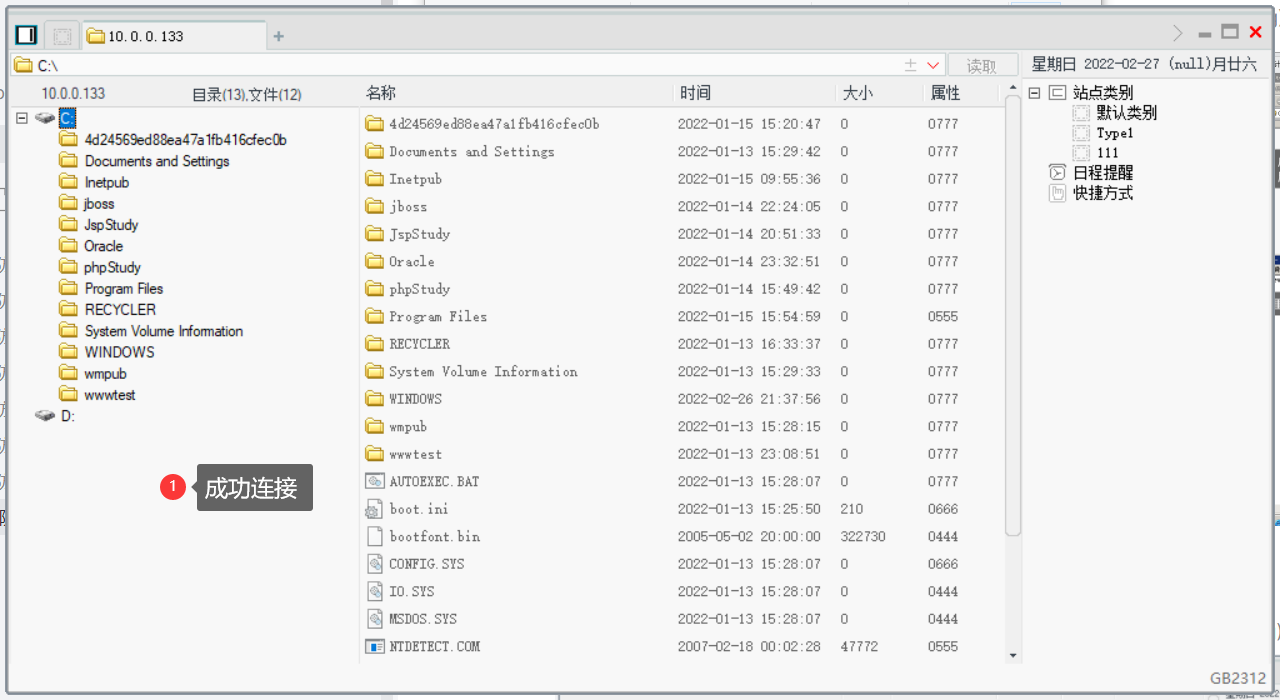 10.0.0.133
C:\
读取
星期日 2022-02-27 (null)月廿六
10.0.0.133 目录(13),文件(12)
C:
4d24569ed88ea47a1fb416cfec0b
Documents and Settings
Inetpub
jboss
JspStudy
Oracle
phpStudy
Program Files
RECYCLER
System Volume Information
WINDOWS
wmpub
wwwtest
D:
1 成功连接
名称 时间 大小 属性
4d24569ed88ea47a1fb416cfec0b 2022-01-15 15:20:47 0 0777
Documents and Settings 2022-01-13 15:29:42 0 0777
Inetpub 2022-01-15 09:55:36 0 0777
jboss 2022-01-14 22:24:05 0 0777
JspStudy 2022-01-14 20:51:33 0 0777
Oracle 2022-01-14 23:32:51 0 0777
phpStudy 2022-01-14 15:49:42 0 0777
Program Files 2022-01-15 15:54:59 0 0555
RECYCLER 2022-01-13 16:33:37 0 0777
System Volume Information 2022-01-13 15:29:33 0 0777
WINDOWS 2022-02-26 21:37:56 0 0777
wmpub 2022-01-13 15:28:15 0 0777
wwwtest 2022-01-13 23:08:51 0 0777
AUTOEXEC.BAT 2022-01-13 15:28:07 0 0777
boot.ini 2022-01-13 15:25:50 210 0666
bootfont.bin 2005-05-02 20:00:00 322730 0444
CONFIG.SYS 2022-01-13 15:28:07 0 0666
IO.SYS 2022-01-13 15:28:07 0 0444
MSDOS.SYS 2022-01-13 15:28:07 0 0444
NTDETECT.COM 2007-02-18 00:02:28 47772 0555
站点类别
默认类别
Type1
111
日程提醒
快捷方式
GB2312